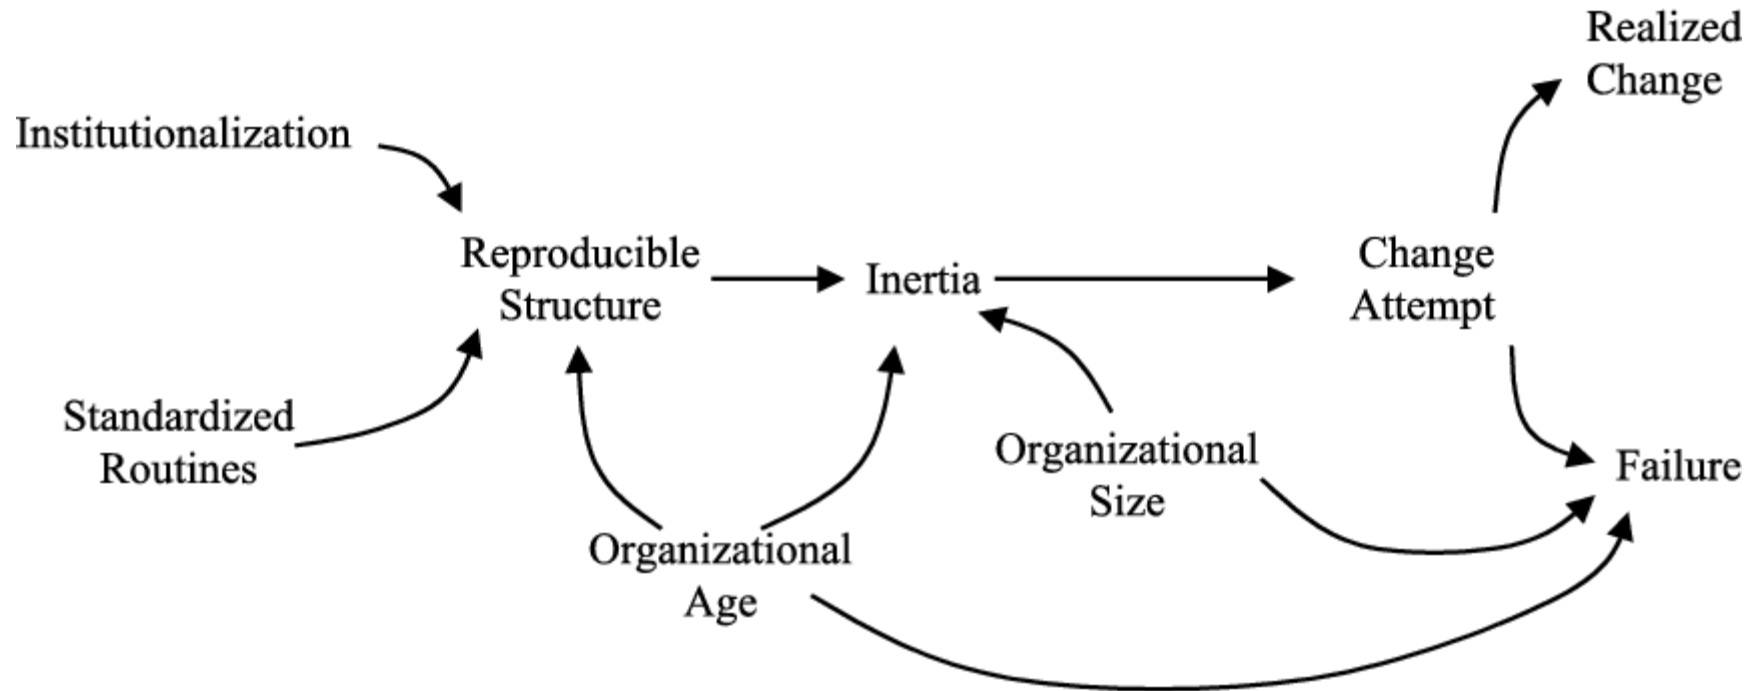 Realized
Change
Institutionalization
Reproducible
Structure
Inertia
Change
Attempt
Standardized
Routines
Organizational
Size
Failure
Organizational
Age